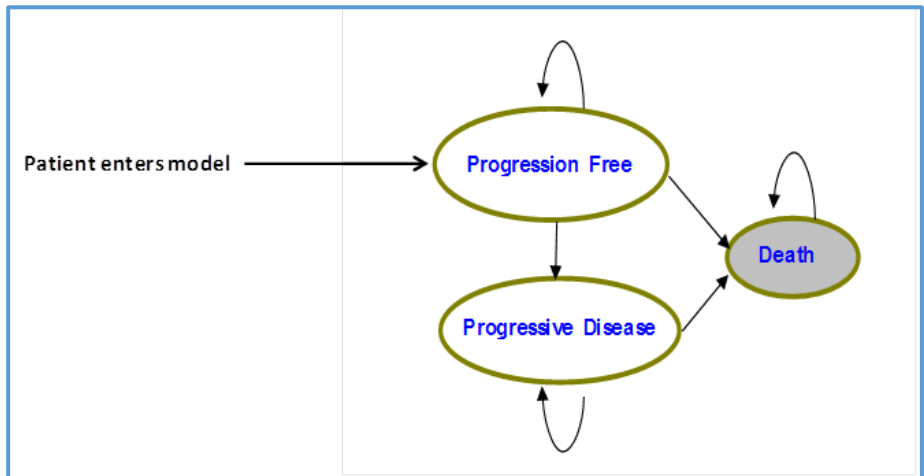 Progression Free
Patient enters model
Death
Progressive Disease